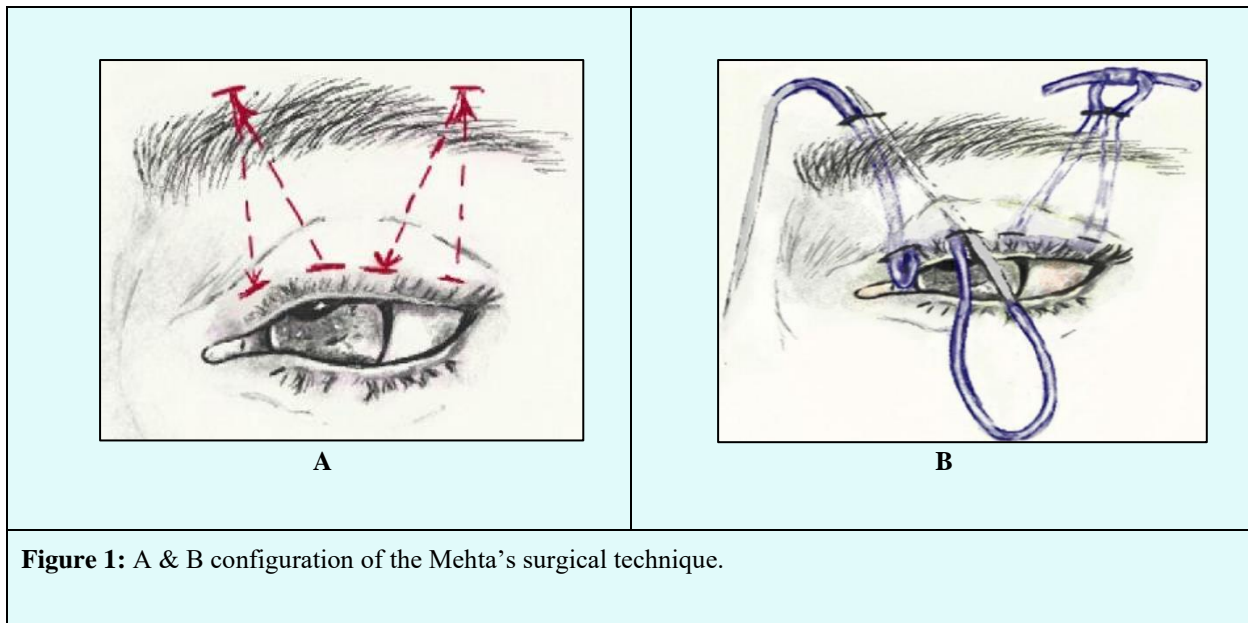 A
B
Figure 1: A & B configuration of the Mehta’s surgical technique.